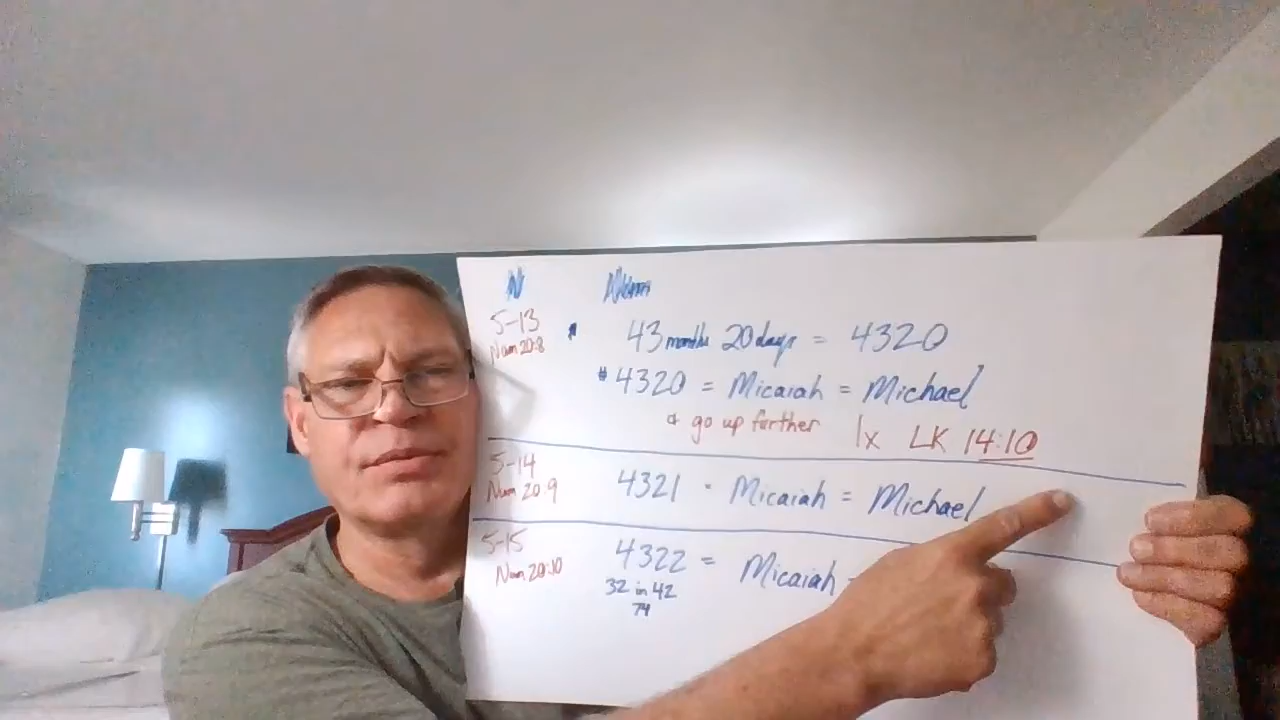 N Num
5-13 43 months 20 days = 4320
Num 20:8
#4320 = Micaiah = Michael
& go up further 1x LK 14:10
5-14 4321 - Micaiah = Michael
Num 20:9
5-15 4322 = Micaiah
Num 20:10
32 in 42
74